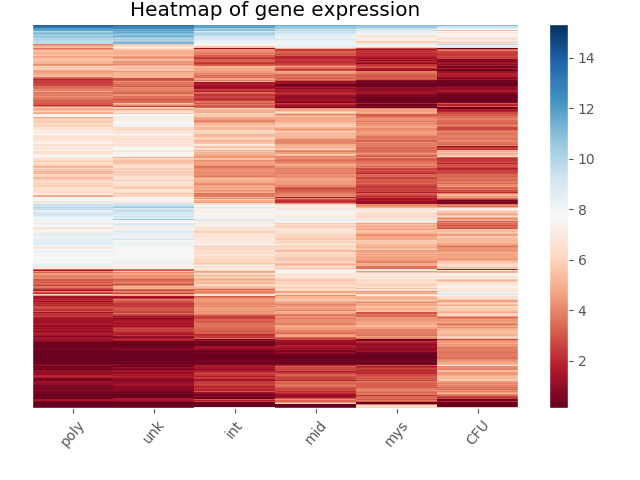 Heatmap of gene expression
14
12
10
8
6
4
2
poly
unk
int
mid
mys
CFU